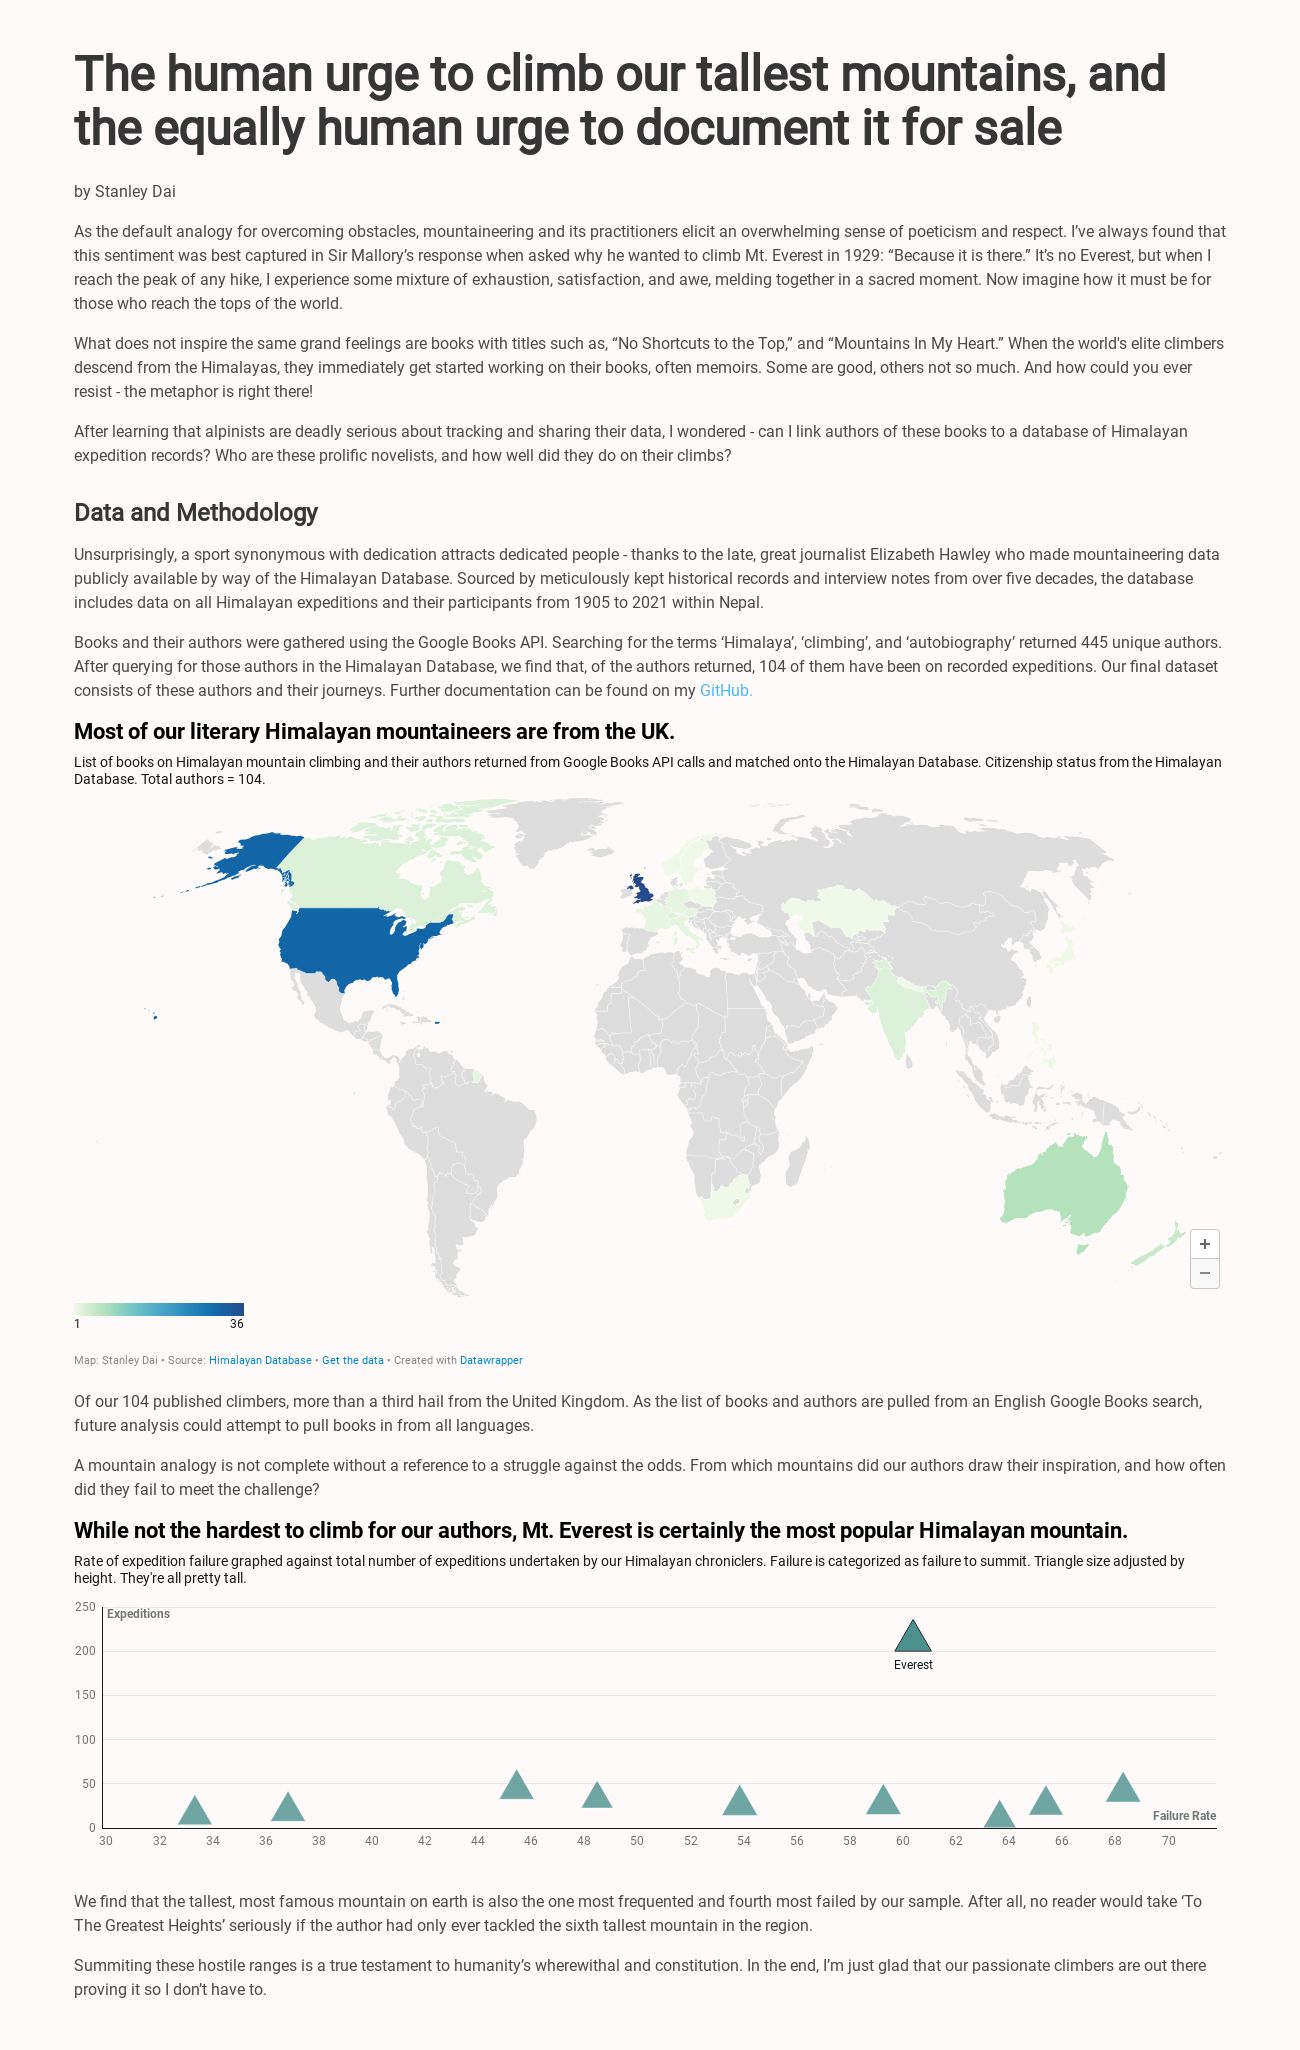 The human urge to climb our tallest mountains, and
the equally human urge to document it for sale
by Stanley Dai
As the default analogy for overcoming obstacles, mountaineering and its practitioners elicit an overwhelming sense of poeticism and respect. I’ve always found that
this sentiment was best captured in Sir Mallory’s response when asked why he wanted to climb Mt. Everest in 1929: “Because it is there.” It’s no Everest, but when I
reach the peak of any hike, I experience some mixture of exhaustion, satisfaction, and awe, melding together in a sacred moment. Now imagine how it must be for
those who reach the tops of the world.
What does not inspire the same grand feelings are books with titles such as, “No Shortcuts to the Top,” and “Mountains In My Heart.” When the world's elite climbers
descend from the Himalayas, they immediately get started working on their books, often memoirs. Some are good, others not so much. And how could you ever
resist - the metaphor is right there!
After learning that alpinists are deadly serious about tracking and sharing their data, I wondered - can I link authors of these books to a database of Himalayan
expedition records? Who are these prolific novelists, and how well did they do on their climbs?
Data and Methodology
Unsurprisingly, a sport synonymous with dedication attracts dedicated people - thanks to the late, great journalist Elizabeth Hawley who made mountaineering data
publicly available by way of the Himalayan Database. Sourced by meticulously kept historical records and interview notes from over five decades, the database
includes data on all Himalayan expeditions and their participants from 1905 to 2021 within Nepal.
Books and their authors were gathered using the Google Books API. Searching for the terms ‘Himalaya’, ‘climbing’, and ‘autobiography’ returned 445 unique authors.
After querying for those authors in the Himalayan Database, we find that, of the authors returned, 104 of them have been on recorded expeditions. Our final dataset
consists of these authors and their journeys. Further documentation can be found on my GitHub.
Most of our literary Himalayan mountaineers are from the UK.
List of books on Himalayan mountain climbing and their authors returned from Google Books API calls and matched onto the Himalayan Database. Citizenship status from the Himalayan
Database. Total authors = 104.
+
−
1 36
Map: Stanley Dai • Source: Himalayan Database • Get the data • Created with Datawrapper
Of our 104 published climbers, more than a third hail from the United Kingdom. As the list of books and authors are pulled from an English Google Books search,
future analysis could attempt to pull books in from all languages.
A mountain analogy is not complete without a reference to a struggle against the odds. From which mountains did our authors draw their inspiration, and how often
did they fail to meet the challenge?
While not the hardest to climb for our authors, Mt. Everest is certainly the most popular Himalayan mountain.
Rate of expedition failure graphed against total number of expeditions undertaken by our Himalayan chroniclers. Failure is categorized as failure to summit. Triangle size adjusted by
height. They're all pretty tall.
250
Expeditions
200
Everest
150
100
50
Failure Rate
0
30 32 34 36 38 40 42 44 46 48 50 52 54 56 58 60 62 64 66 68 70
We find that the tallest, most famous mountain on earth is also the one most frequented and fourth most failed by our sample. After all, no reader would take ‘To
The Greatest Heights’ seriously if the author had only ever tackled the sixth tallest mountain in the region.
Summiting these hostile ranges is a true testament to humanity’s wherewithal and constitution. In the end, I’m just glad that our passionate climbers are out there
proving it so I don’t have to.